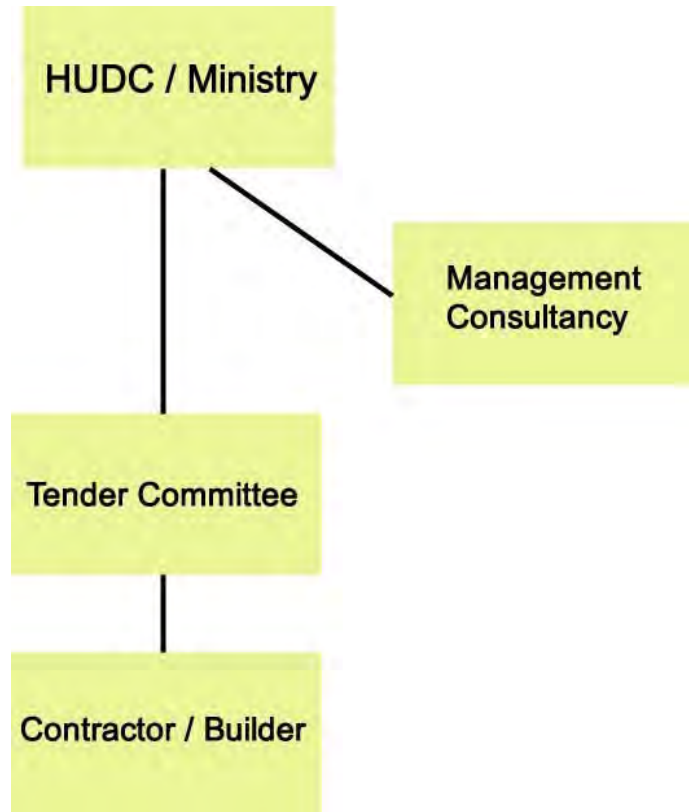 HUDC / Ministry
Management
Consultancy
Tender Committee
Contractor / Builder